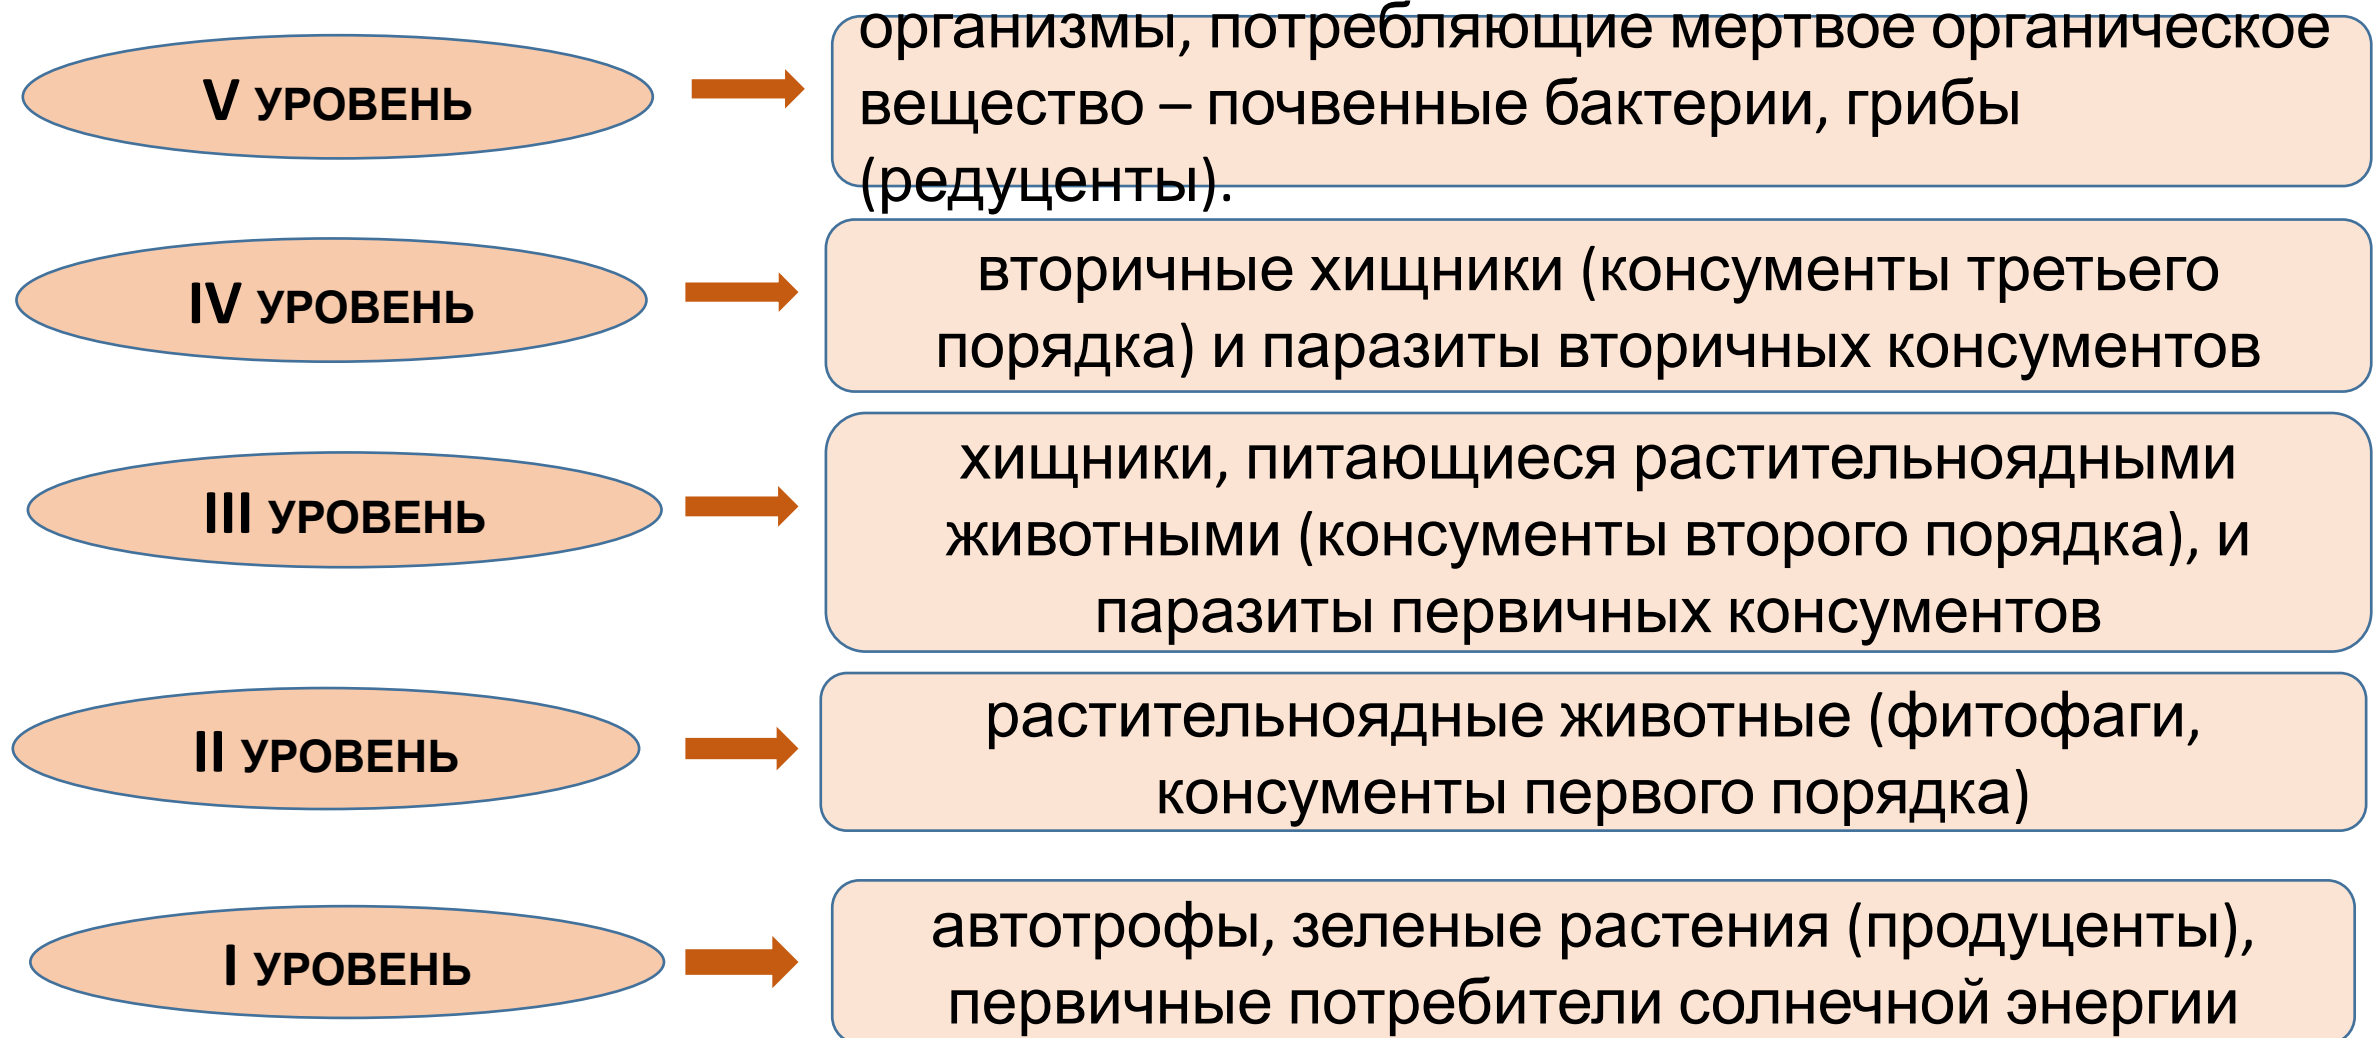 V УРОВЕНЬ
организмы, потребляющие мертвое органическое
вещество – почвенные бактерии, грибы
(редуценты).
IV УРОВЕНЬ
вторичные хищники (консументы третьего
порядка) и паразиты вторичных консументов
III УРОВЕНЬ
хищники, питающиеся растительноядными
животными (консументы второго порядка), и
паразиты первичных консументов
II УРОВЕНЬ
растительноядные животные (фитофаги,
консументы первого порядка)
I УРОВЕНЬ
автотрофы, зеленые растения (продуценты),
первичные потребители солнечной энергии